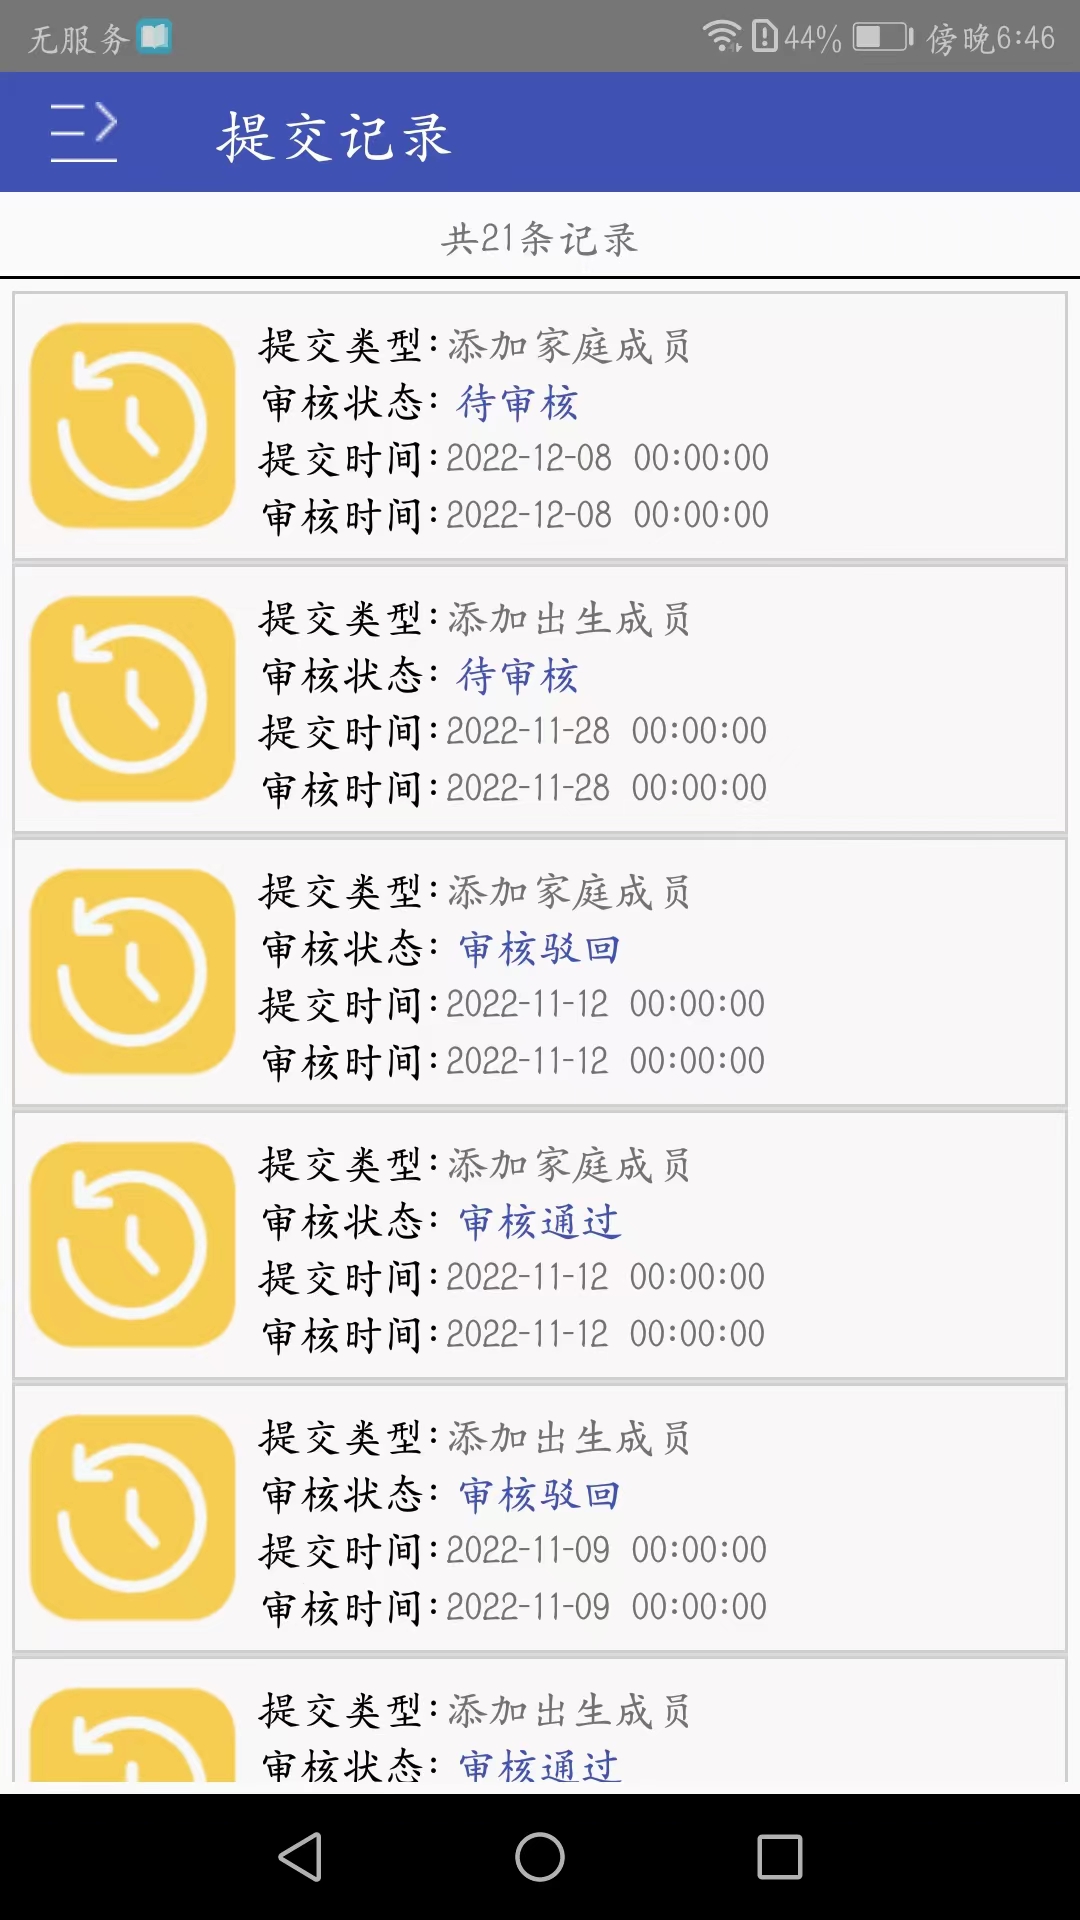 无服务 44% 傍晚6:46
提交记录
共21条记录
提交类型:添加家庭成员
审核状态: 待审核
提交时间:2022-12-08 00:00:00
审核时间:2022-12-08 00:00:00
提交类型:添加出生成员
审核状态: 待审核
提交时间:2022-11-28 00:00:00
审核时间:2022-11-28 00:00:00
提交类型:添加家庭成员
审核状态: 审核驳回
提交时间:2022-11-12 00:00:00
审核时间:2022-11-12 00:00:00
提交类型:添加家庭成员
审核状态: 审核通过
提交时间:2022-11-12 00:00:00
审核时间:2022-11-12 00:00:00
提交类型:添加出生成员
审核状态: 审核驳回
提交时间:2022-11-09 00:00:00
审核时间:2022-11-09 00:00:00
提交类型:添加出生成员
审核状态: 审核通过